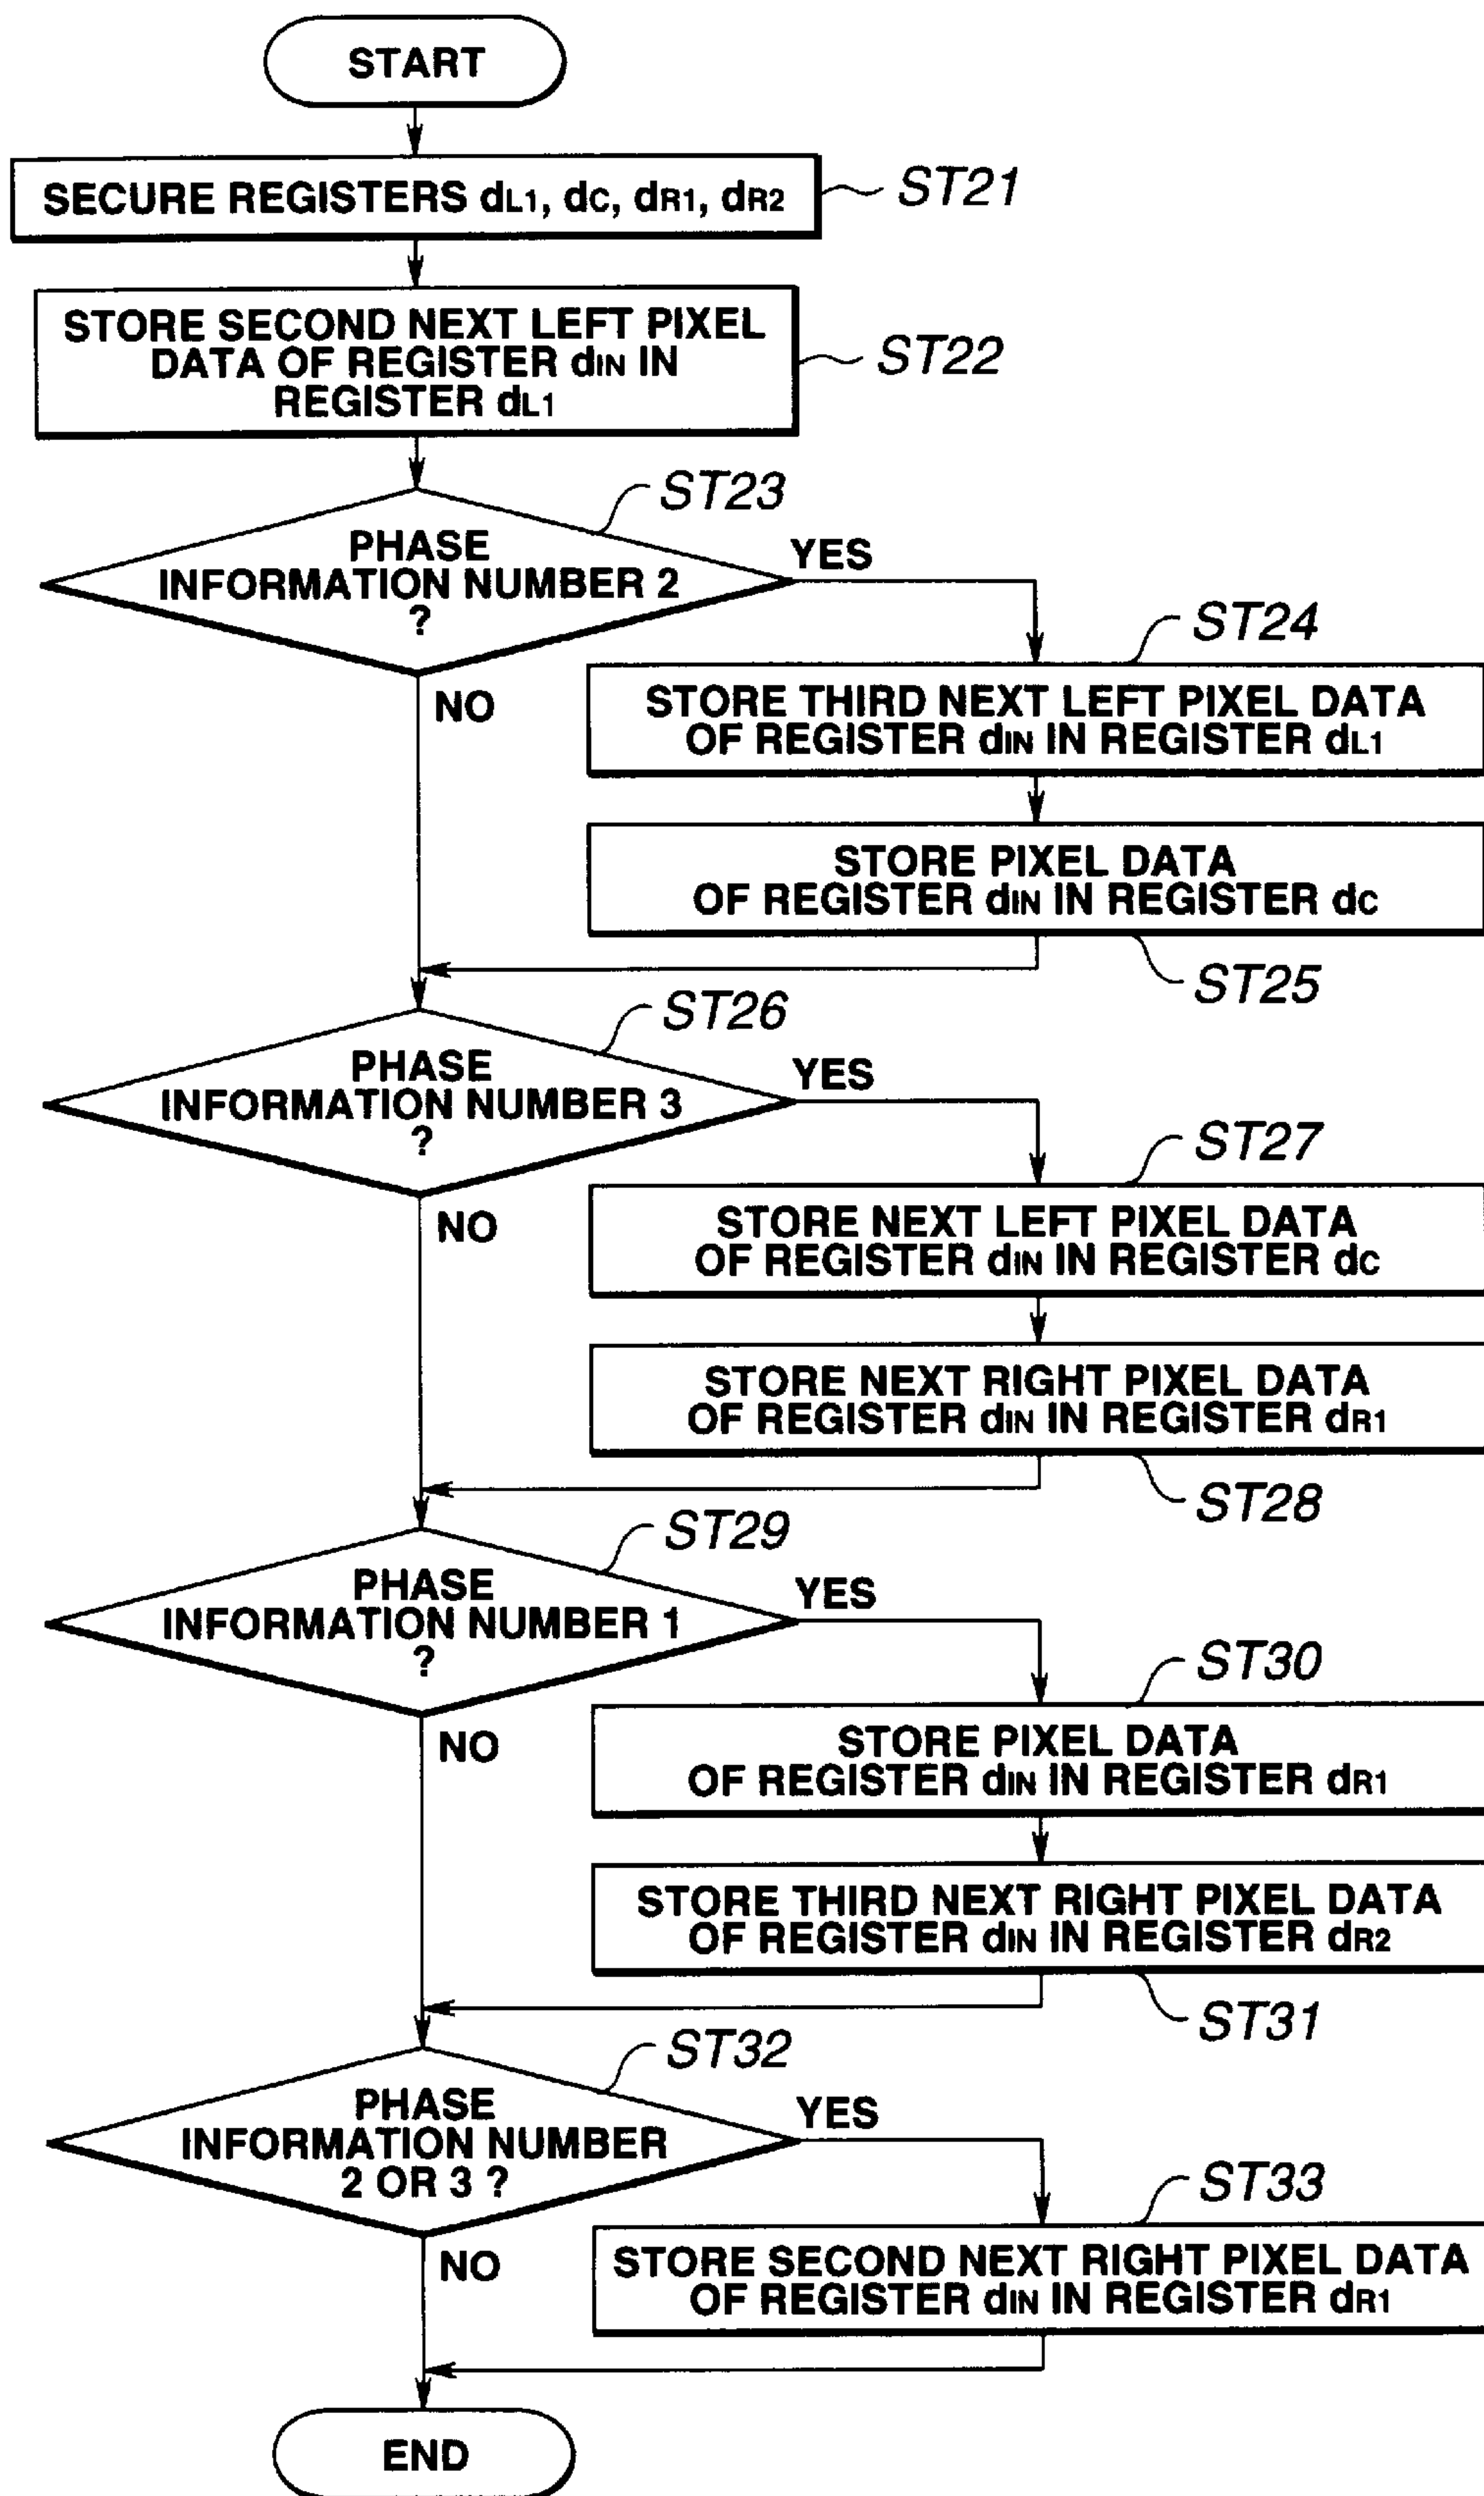 START
SECURE REGISTERS dL1, dC, dR1, dR2
ST21
STORE SECOND NEXT LEFT PIXEL
DATA OF REGISTER dIN IN
REGISTER dL1
ST22
ST23
PHASE
INFORMATION NUMBER 2
?
YES
NO
ST24
STORE THIRD NEXT LEFT PIXEL DATA
OF REGISTER dIN IN REGISTER dL1
STORE PIXEL DATA
OF REGISTER dIN IN REGISTER dC
ST25
ST26
PHASE
INFORMATION NUMBER 3
?
YES
NO
ST27
STORE NEXT LEFT PIXEL DATA
OF REGISTER dIN IN REGISTER dC
STORE NEXT RIGHT PIXEL DATA
OF REGISTER dIN IN REGISTER dR1
ST28
ST29
PHASE
INFORMATION NUMBER 1
?
YES
NO
ST30
STORE PIXEL DATA
OF REGISTER dIN IN REGISTER dR1
STORE THIRD NEXT RIGHT PIXEL DATA
OF REGISTER dIN IN REGISTER dR2
ST31
ST32
PHASE
INFORMATION NUMBER
2 OR 3 ?
YES
NO
ST33
STORE SECOND NEXT RIGHT PIXEL DATA
OF REGISTER dIN IN REGISTER dR1
END